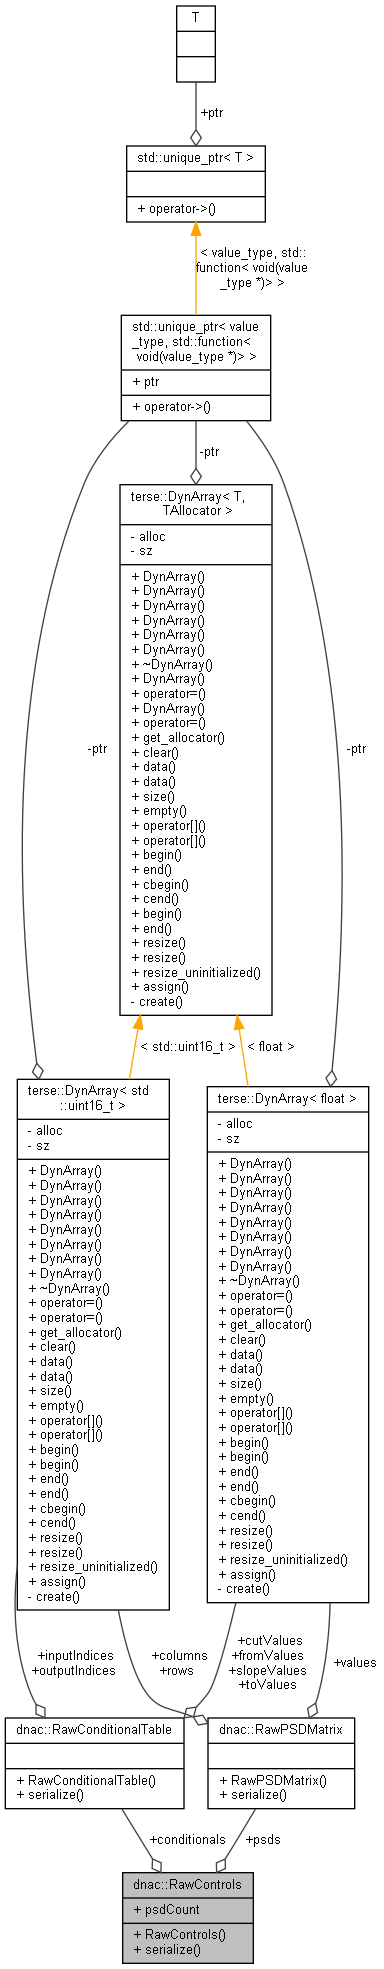 T
+ptr
std::unique_ptr< T >
+ operator->()
< value_type, std::
function< void(value
_type *)> >
std::unique_ptr< value
_type, std::function<
void(value_type *)> >
+ ptr
+ operator->()
-ptr
terse::DynArray< T,
TAllocator >
- alloc
- sz
+ DynArray()
+ DynArray()
+ DynArray()
+ DynArray()
+ DynArray()
+ DynArray()
+ ~DynArray()
+ DynArray()
+ operator=()
+ DynArray()
+ operator=()
+ get_allocator()
+ clear()
+ data()
+ data()
+ size()
+ empty()
+ operator[]()
+ operator[]()
+ begin()
+ end()
+ cbegin()
+ cend()
+ begin()
+ end()
+ resize()
+ resize()
+ resize_uninitialized()
+ assign()
- create()
-ptr
-ptr
< std::uint16_t >
< float >
terse::DynArray< std
::uint16_t >
- alloc
- sz
+ DynArray()
+ DynArray()
+ DynArray()
+ DynArray()
+ DynArray()
+ DynArray()
+ DynArray()
+ DynArray()
+ ~DynArray()
+ operator=()
+ operator=()
+ get_allocator()
+ clear()
+ data()
+ data()
+ size()
+ empty()
+ operator[]()
+ operator[]()
+ begin()
+ begin()
+ end()
+ end()
+ cbegin()
+ cend()
+ resize()
+ resize()
+ resize_uninitialized()
+ assign()
- create()
terse::DynArray< float >
- alloc
- sz
+ DynArray()
+ DynArray()
+ DynArray()
+ DynArray()
+ DynArray()
+ DynArray()
+ DynArray()
+ DynArray()
+ ~DynArray()
+ operator=()
+ operator=()
+ get_allocator()
+ clear()
+ data()
+ data()
+ size()
+ empty()
+ operator[]()
+ operator[]()
+ begin()
+ begin()
+ end()
+ end()
+ cbegin()
+ cend()
+ resize()
+ resize()
+ resize_uninitialized()
+ assign()
- create()
+inputIndices
+outputIndices
+columns
+rows
+cutValues
+fromValues
+slopeValues
+toValues
+values
dnac::RawConditionalTable
+ RawConditionalTable()
+ serialize()
dnac::RawPSDMatrix
+ RawPSDMatrix()
+ serialize()
+conditionals
+psds
dnac::RawControls
+ psdCount
+ RawControls()
+ serialize()